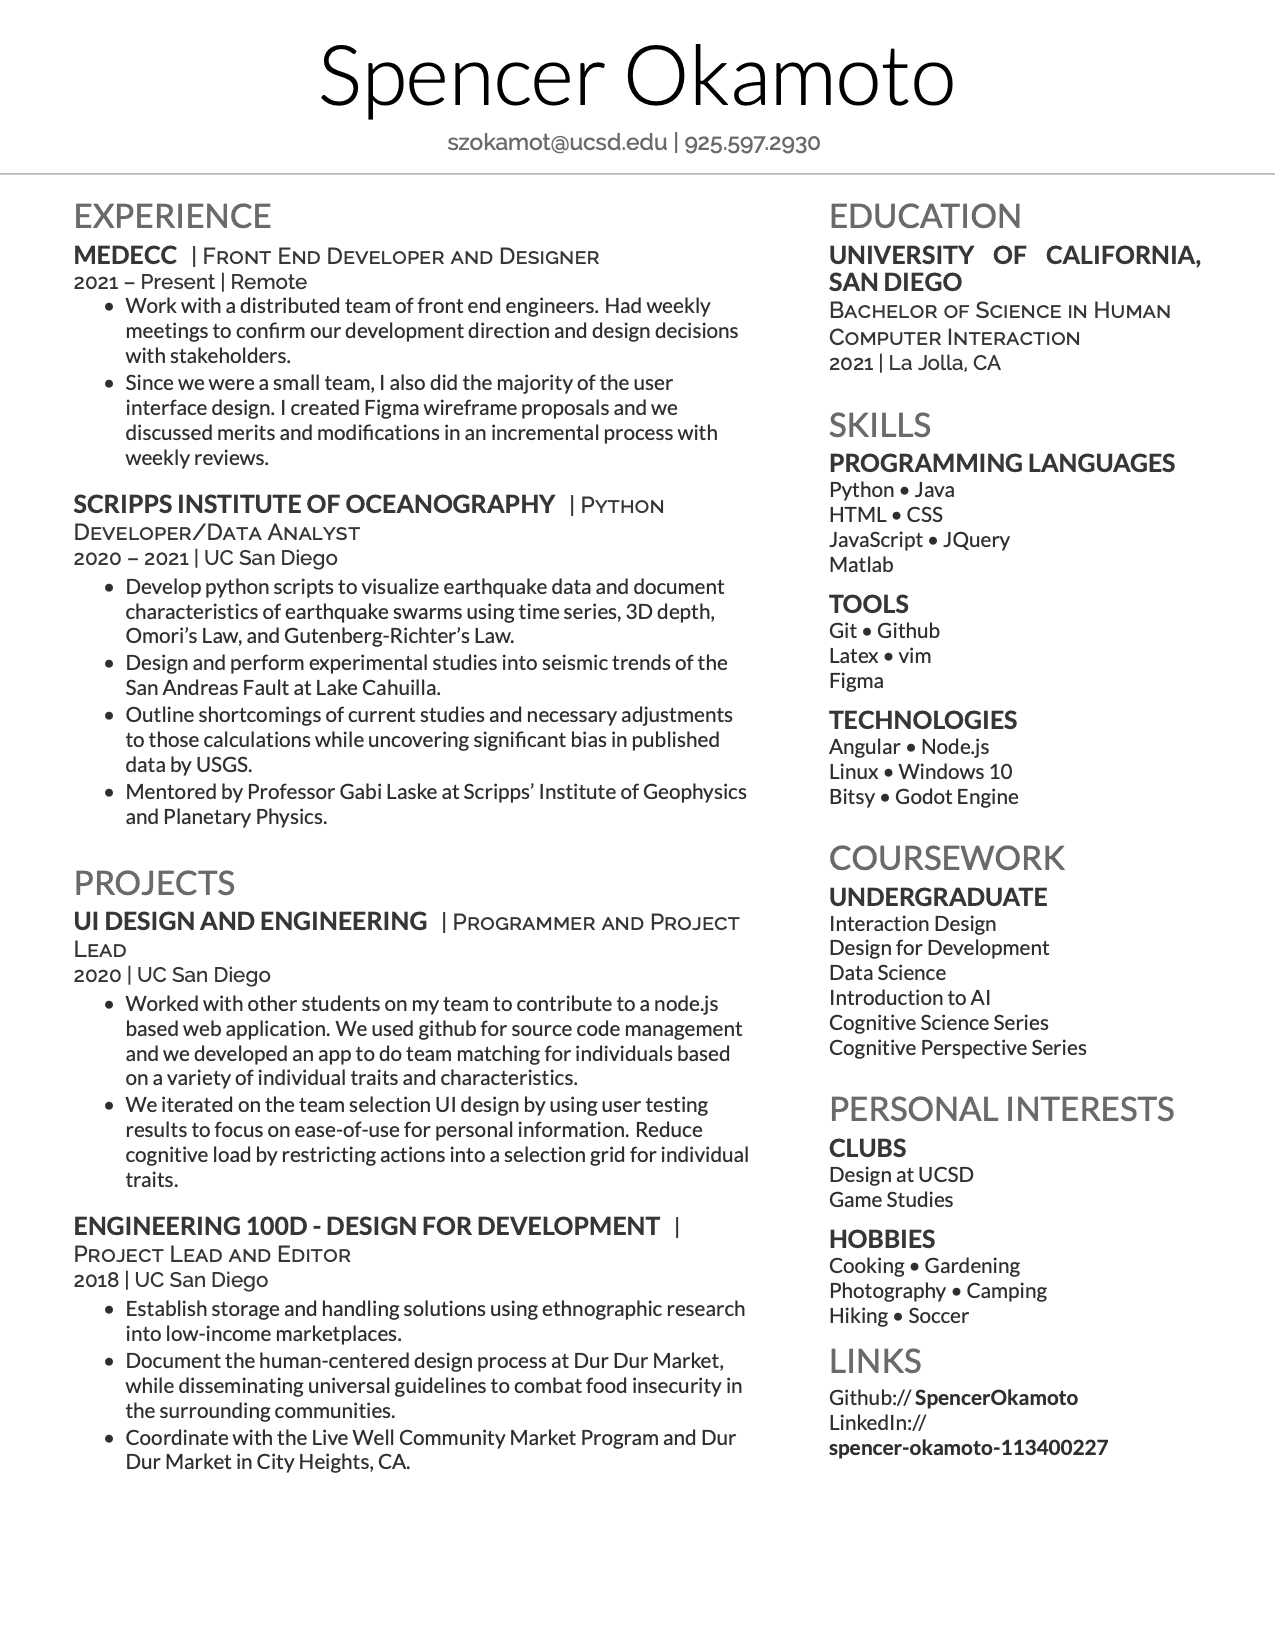 Spencer Okamoto
szokamot@ucsd.edu | 925.597.2930
EXPERIENCE
MEDECC | Front End Developer and Designer
2021 – Present | Remote
• Work with a distributed team of front end engineers. Had weekly
meetings to confirm our development direction and design decisions
with stakeholders.
• Since we were a small team, I also did the majority of the user
interface design. I created Figma wireframe proposals and we
discussed merits and modifications in an incremental process with
weekly reviews.
SCRIPPS INSTITUTE OF OCEANOGRAPHY | Python
Developer/Data Analyst
2020 – 2021 | UC San Diego
• Develop python scripts to visualize earthquake data and document
characteristics of earthquake swarms using time series, 3D depth,
Omori’s Law, and Gutenberg-Richter’s Law.
• Design and perform experimental studies into seismic trends of the
San Andreas Fault at Lake Cahuilla.
• Outline shortcomings of current studies and necessary adjustments
to those calculations while uncovering significant bias in published
data by USGS.
• Mentored by Professor Gabi Laske at Scripps’ Institute of Geophysics
and Planetary Physics.
PROJECTS
UI DESIGN AND ENGINEERING | Programmer and Project
Lead
2020 | UC San Diego
• Worked with other students on my team to contribute to a node.js
based web application. We used github for source code management
and we developed an app to do team matching for individuals based
on a variety of individual traits and characteristics.
• We iterated on the team selection UI design by using user testing
results to focus on ease-of-use for personal information. Reduce
cognitive load by restricting actions into a selection grid for individual
traits.
ENGINEERING 100D - DESIGN FOR DEVELOPMENT |
Project Lead and Editor
2018 | UC San Diego
• Establish storage and handling solutions using ethnographic research
into low-income marketplaces.
• Document the human-centered design process at Dur Dur Market,
while disseminating universal guidelines to combat food insecurity in
the surrounding communities.
• Coordinate with the Live Well Community Market Program and Dur
Dur Market in City Heights, CA.
EDUCATION
UNIVERSITY OF CALIFORNIA,
SAN DIEGO
Bachelor of Science in Human
Computer Interaction
2021 | La Jolla, CA
SKILLS
PROGRAMMING LANGUAGES
Python • Java
HTML • CSS
JavaScript • JQuery
Matlab
TOOLS
Git • Github
Latex • vim
Figma
TECHNOLOGIES
Angular • Node.js
Linux • Windows 10
Bitsy • Godot Engine
COURSEWORK
UNDERGRADUATE
Interaction Design
Design for Development
Data Science
Introduction to AI
Cognitive Science Series
Cognitive Perspective Series
PERSONAL INTERESTS
CLUBS
Design at UCSD
Game Studies
HOBBIES
Cooking • Gardening
Photography • Camping
Hiking • Soccer
LINKS
Github:// SpencerOkamoto
LinkedIn://
spencer-okamoto-113400227